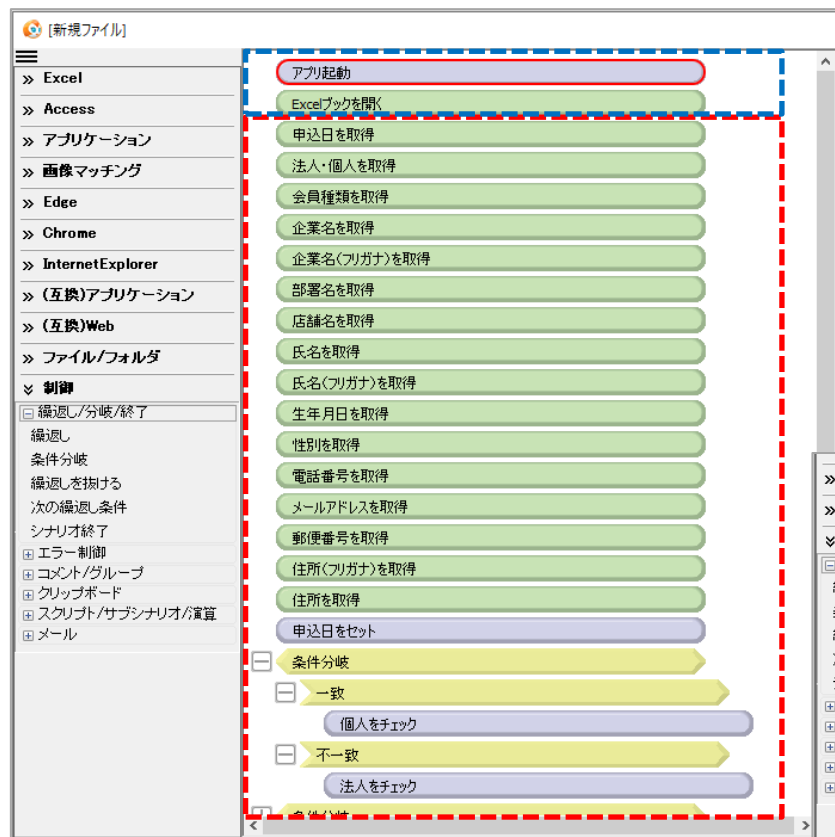 [新規ファイル]
» Excel
» Access
» アプリケーション
» 画像マッチング
» Edge
» Chrome
» InternetExplorer
» (互換)アプリケーション
» (互換)Web
» ファイル/フォルダ
制御
繰返し/分岐/終了
繰返し
条件分岐
繰返しを抜ける
次の繰返し条件
シナリオ終了
エラー制御
コメント/グループ
クリップボード
スクリプト/サブシナリオ/演算
メール
アプリ起動
Excelブックを開く
申込日を取得
法人・個人を取得
会員種類を取得
企業名を取得
企業名(フリガナ)を取得
部署名を取得
店舗名を取得
氏名を取得
氏名(フリガナ)を取得
生年月日を取得
性別を取得
電話番号を取得
メールアドレスを取得
郵便番号を取得
住所(フリガナ)を取得
住所を取得
申込日をセット
条件分岐
一致
個人をチェック
不一致
法人をチェック
条件分岐